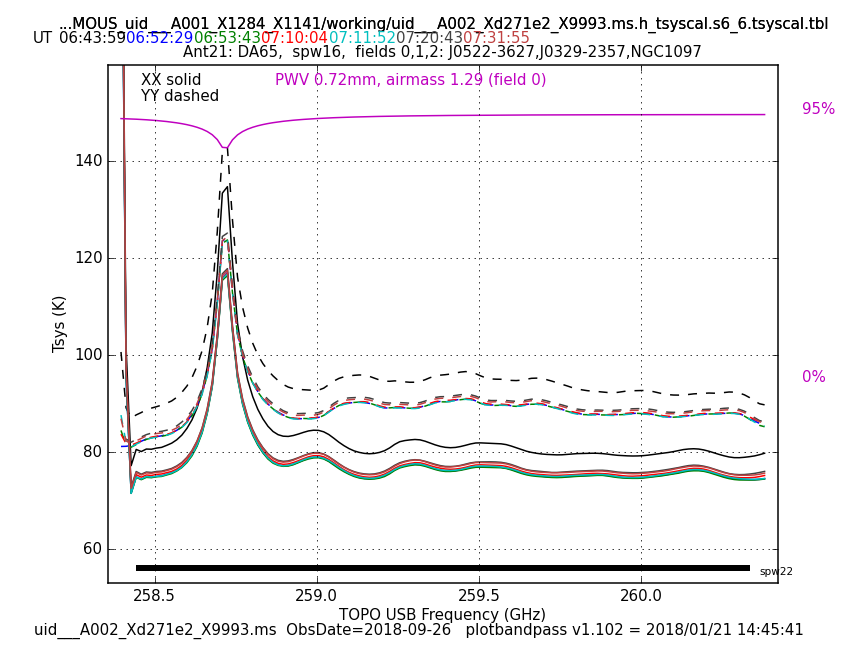 ...MOUS_uid___A001_X1284_X1141/working/uid___A002_Xd271e2_X9993.ms.h_tsyscal.s6_6.tsyscal.tbl
UT 06:43:59 06:52:29 06:53:43 07:10:04 07:11:52 07:20:43 07:31:55
Ant21: DA65, spw16, fields 0,1,2: J0522-3627,J0329-2357,NGC1097
XX solid PWV 0.72mm, airmass 1.29 (field 0)
YY dashed
95%
140
120
Tsys (K)
100
0%
80
60
spw22
258.5 259.0 259.5 260.0
TOPO USB Frequency (GHz)
uid___A002_Xd271e2_X9993.ms ObsDate=2018-09-26 plotbandpass v1.102 = 2018/01/21 14:45:41